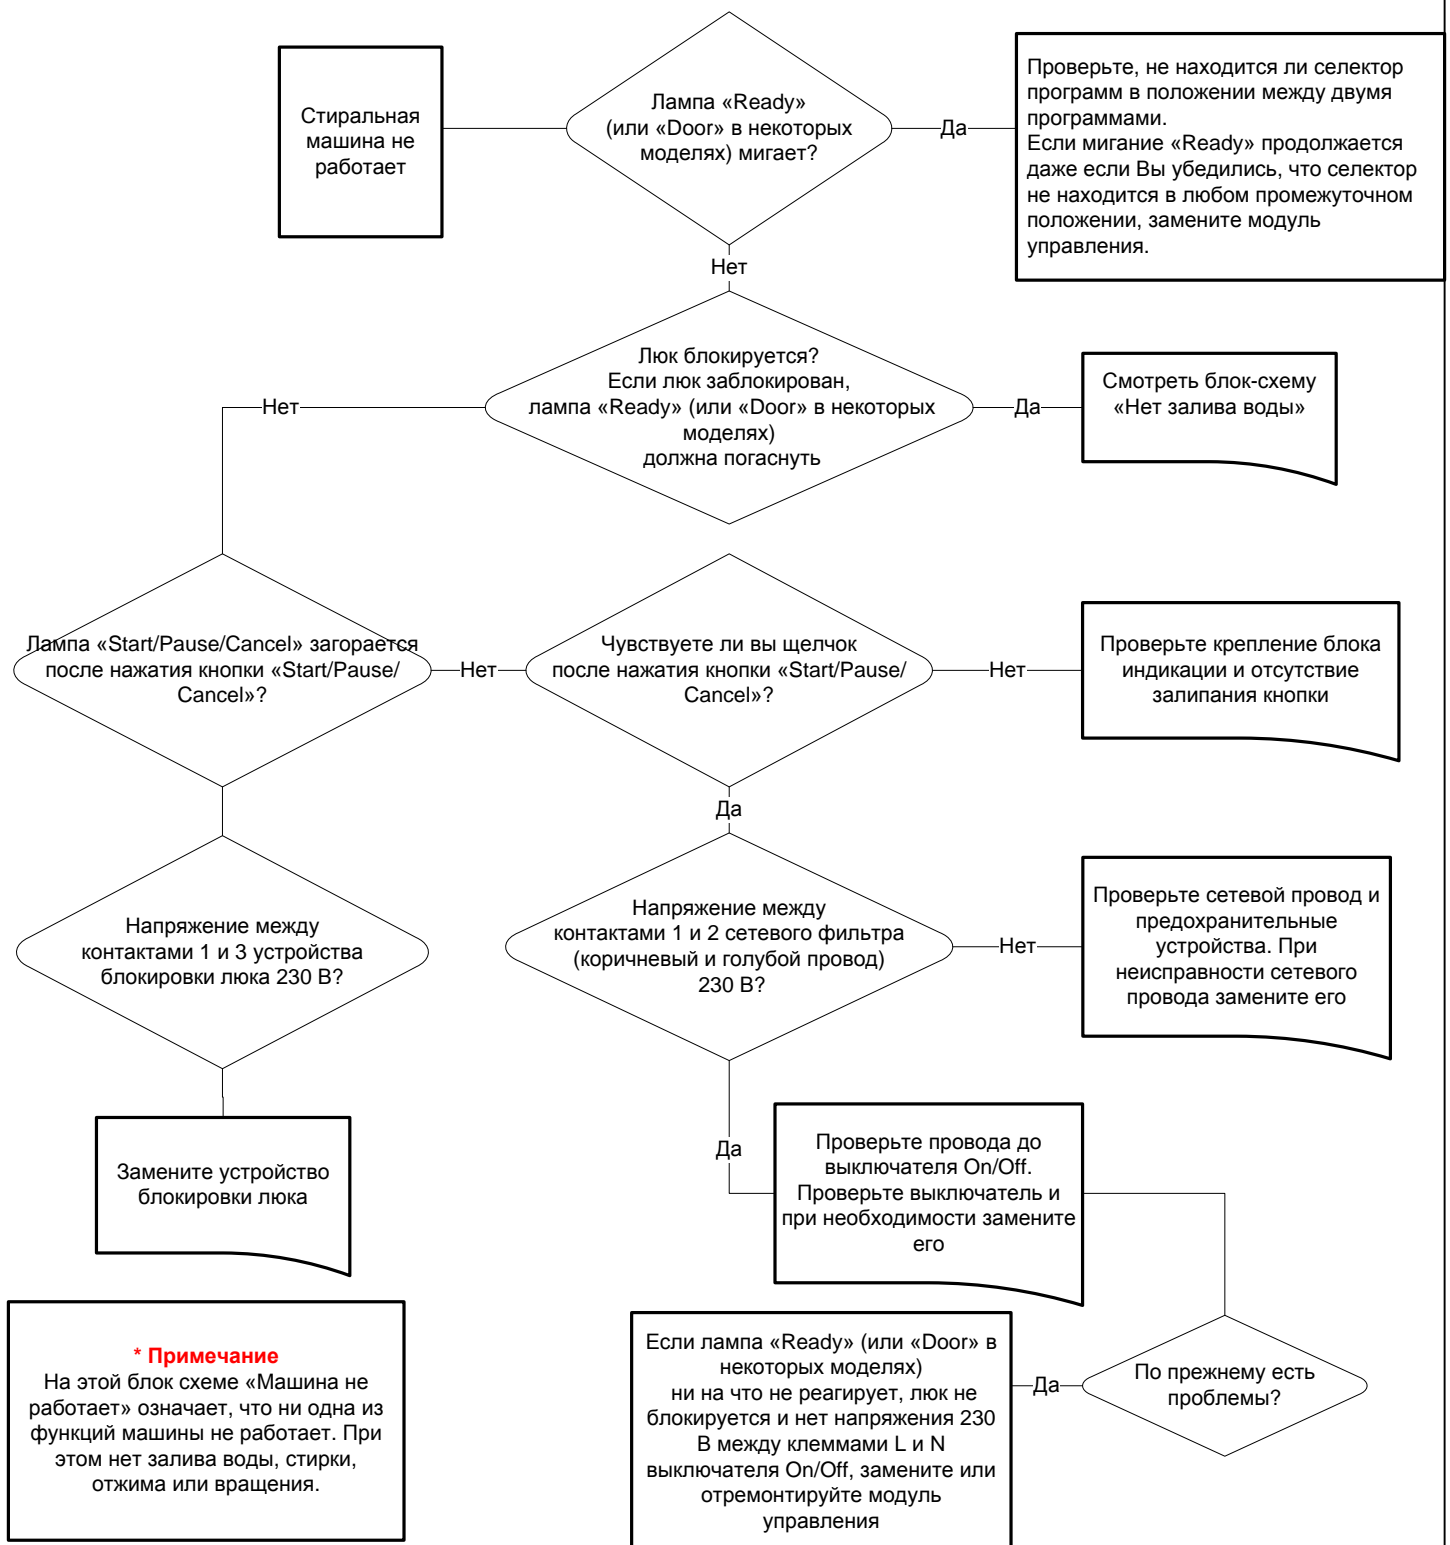 Стиральная
машина не
работает
Лампа «Ready»
(или «Door» в некоторых
моделях) мигает?
Да
Проверьте, не находится ли селектор
программ в положении между двумя
программами.
Если мигание «Ready» продолжается
даже если Вы убедились, что селектор
не находится в любом промежуточном
положении, замените модуль
управления.
Нет
Люк блокируется?
Если люк заблокирован,
лампа «Ready» (или «Door» в некоторых
моделях)
должна погаснуть
Нет
Да
Смотреть блок-схему
«Нет залива воды»
Лампа «Start/Pause/Cancel» загорается
после нажатия кнопки «Start/Pause/
Cancel»?
Нет
Чувствуете ли вы щелчок
после нажатия кнопки «Start/Pause/
Cancel»?
Нет
Проверьте крепление блока
индикации и отсутствие
залипания кнопки
Да
Напряжение между
контактами 1 и 3 устройства
блокировки люка 230 В?
Напряжение между
контактами 1 и 2 сетевого фильтра
(коричневый и голубой провод)
230 В?
Нет
Проверьте сетевой провод и
предохранительные
устройства. При
неисправности сетевого
провода замените его
Замените устройство
блокировки люка
Да
Проверьте провода до
выключателя On/Off.
Проверьте выключатель и
при необходимости замените
его
* Примечание
На этой блок схеме «Машина не
работает» означает, что ни одна из
функций машины не работает. При
этом нет залива воды, стирки,
отжима или вращения.
Если лампа «Ready» (или «Door» в
некоторых моделях)
ни на что не реагирует, люк не
блокируется и нет напряжения 230
В между клеммами L и N
выключателя On/Off, замените или
отремонтируйте модуль
управления
Да
По прежнему есть
проблемы?